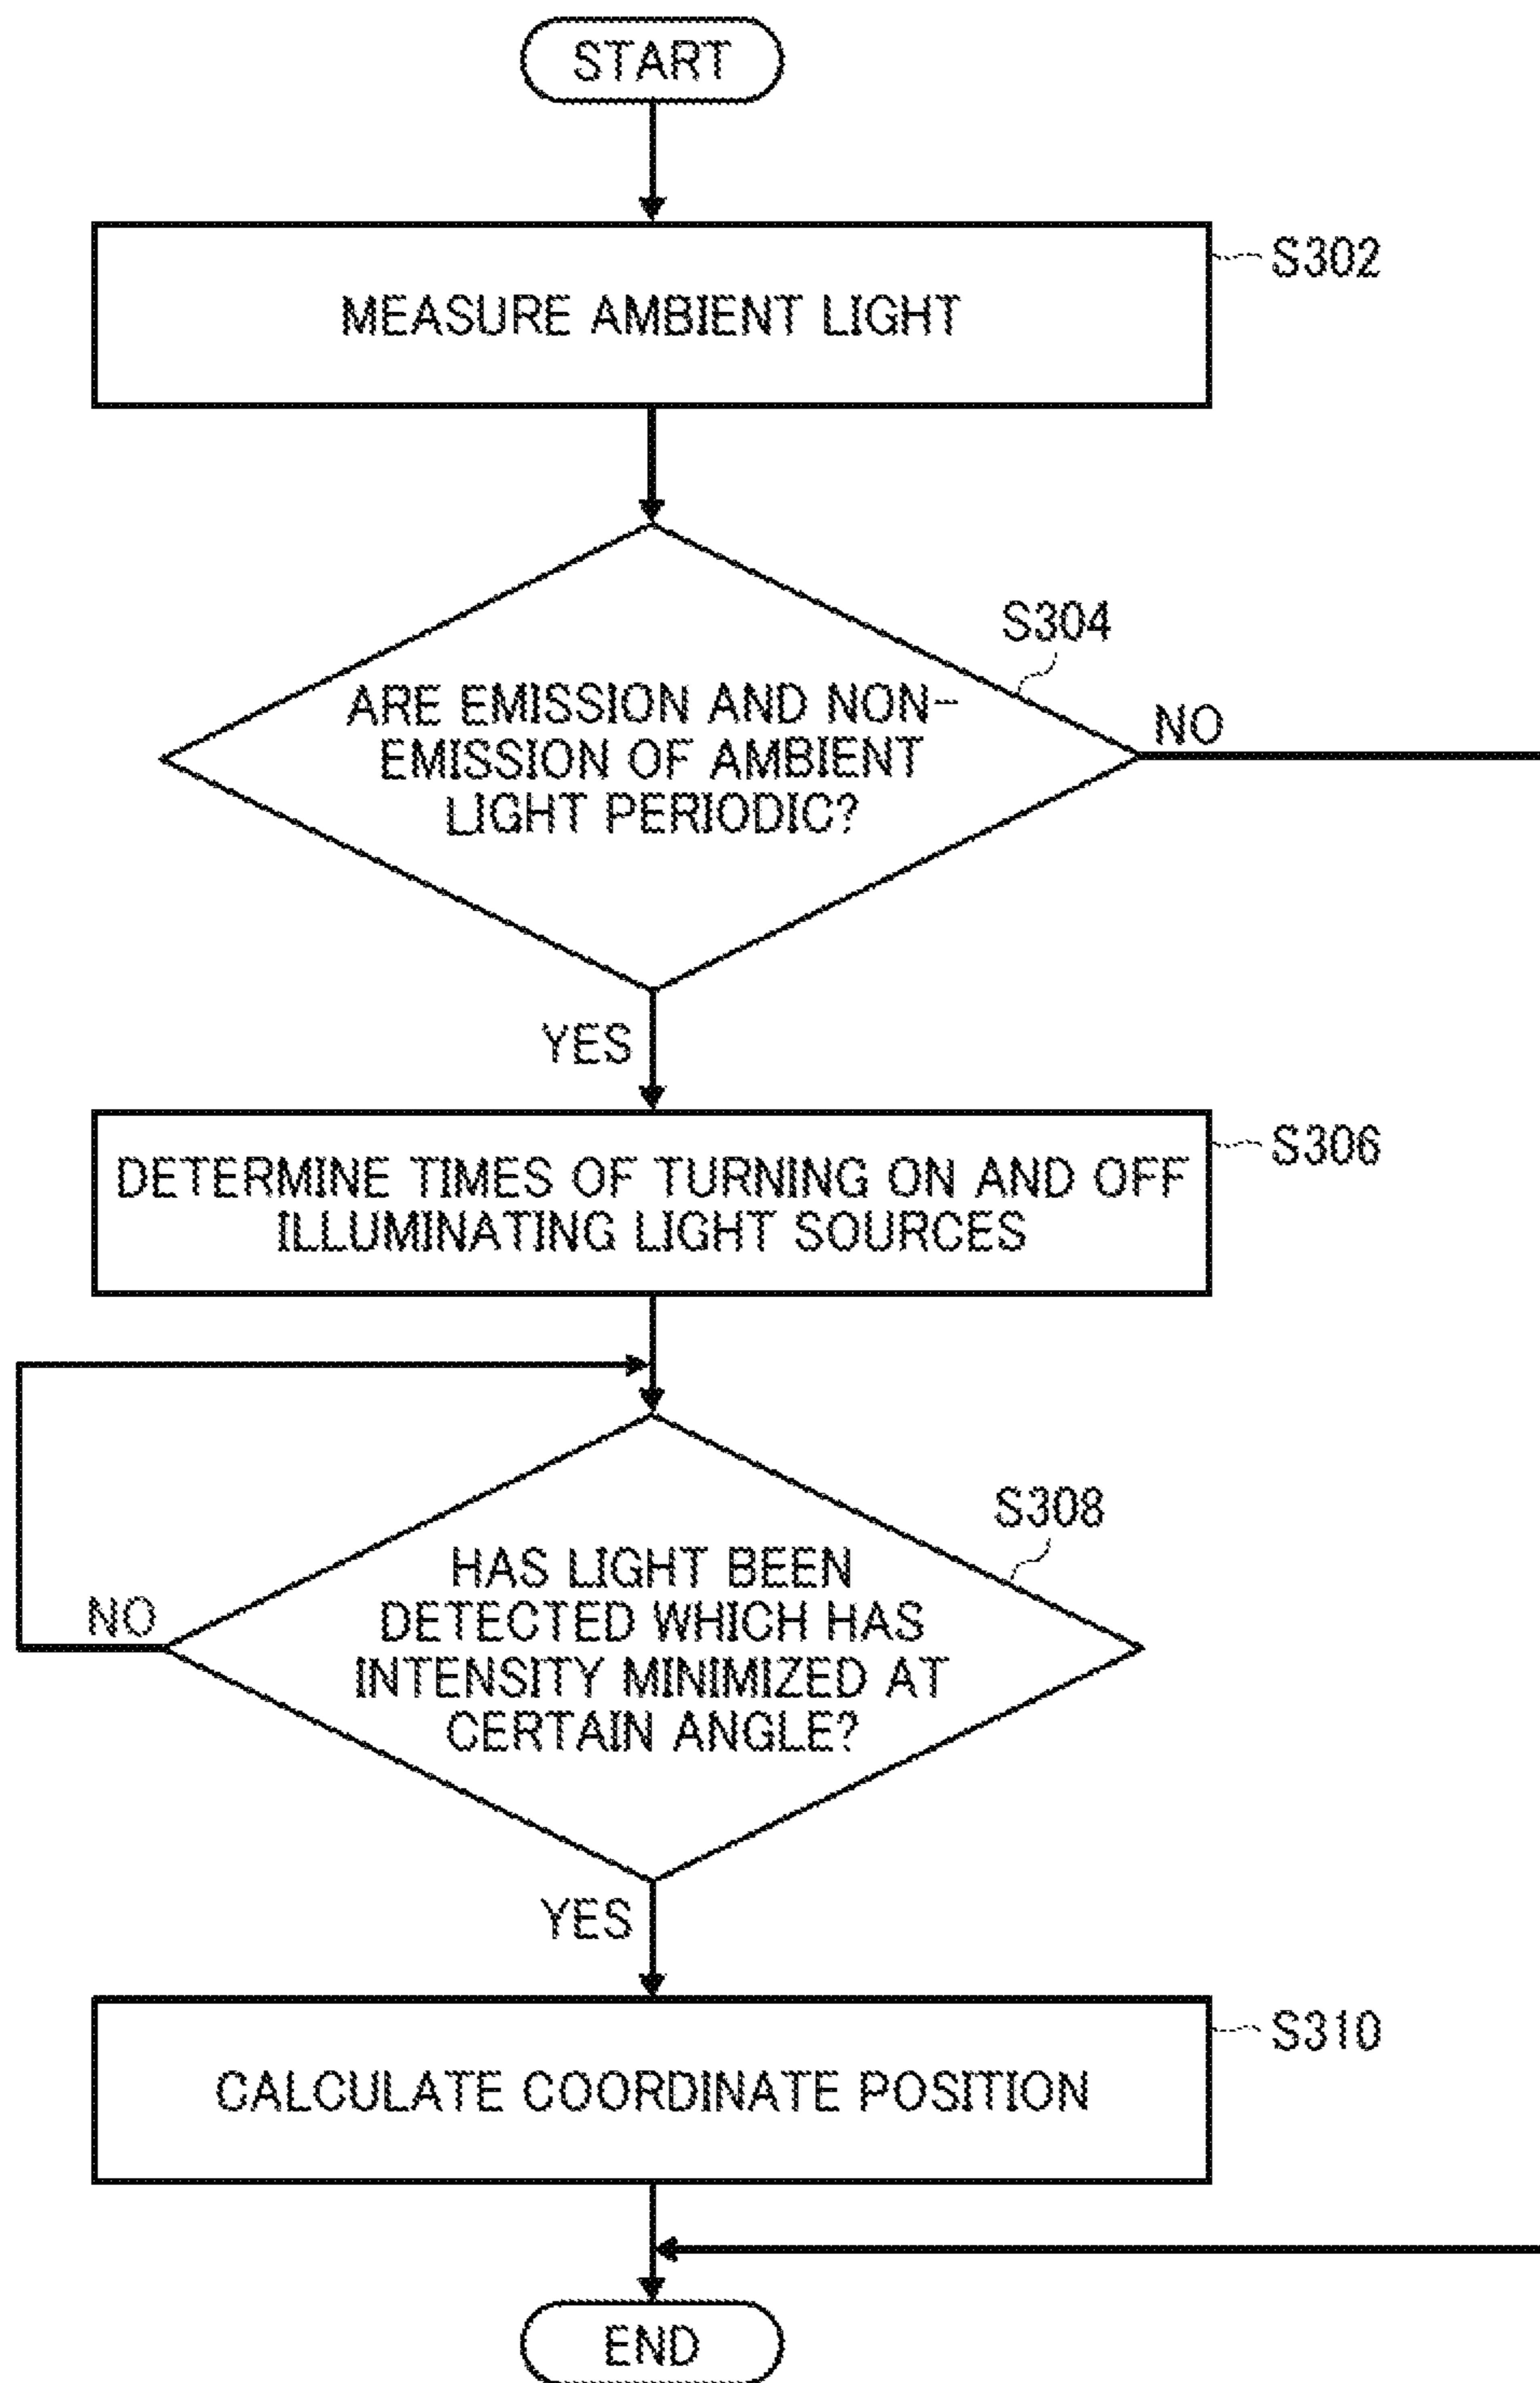 START
MEASURE AMBIENT LIGHT
S302
S304
ARE EMISSION AND NON-
EMISSION OF AMBIENT
LIGHT PERIODIC?
NO
YES
DETERMINE TIMES OF TURNING ON AND OFF
ILLUMINATING LIGHT SOURCES
S306
S308
HAS LIGHT BEEN
DETECTED WHICH HAS
INTENSITY MINIMIZED AT
CERTAIN ANGLE?
NO
YES
CALCULATE COORDINATE POSITION
S310
END